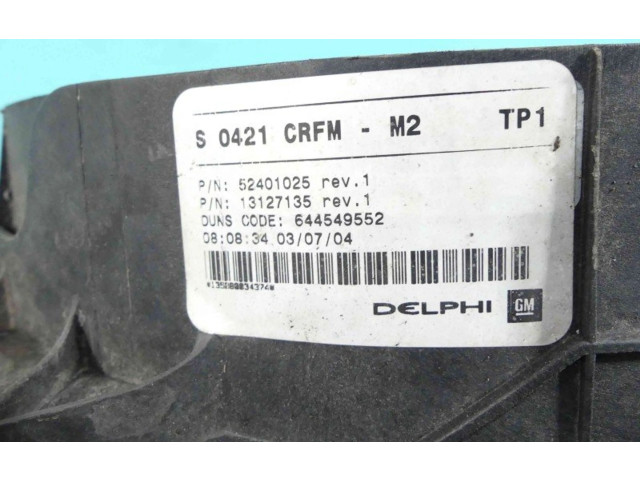 S 0421 CRFM - M2 TP1
P/N: 52401025 rev.1
P/N: 13127135 rev.1
DUNS CODE: 644549552
08:08:34 03/07/04
DELPHI GM